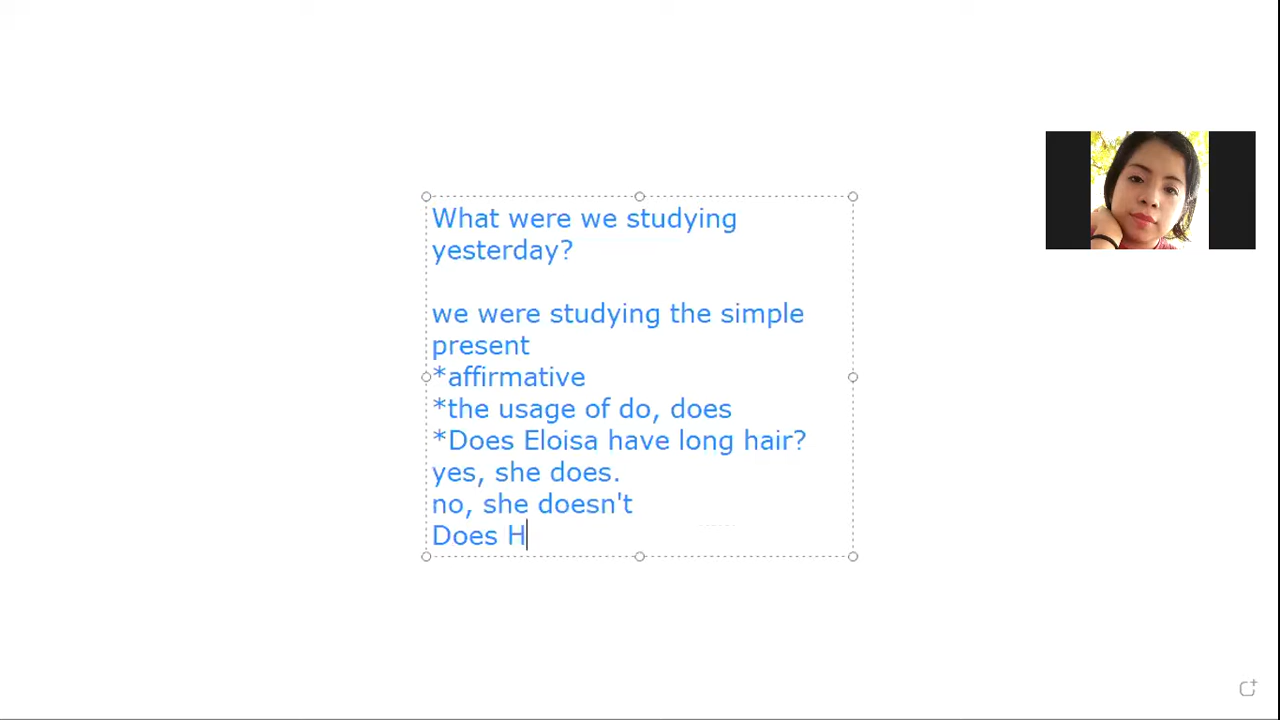 What were we studying
yesterday?
we were studying the simple
present
*affirmative
*the usage of do, does
*Does Eloisa have long hair?
yes, she does.
no, she doesn't
Does H